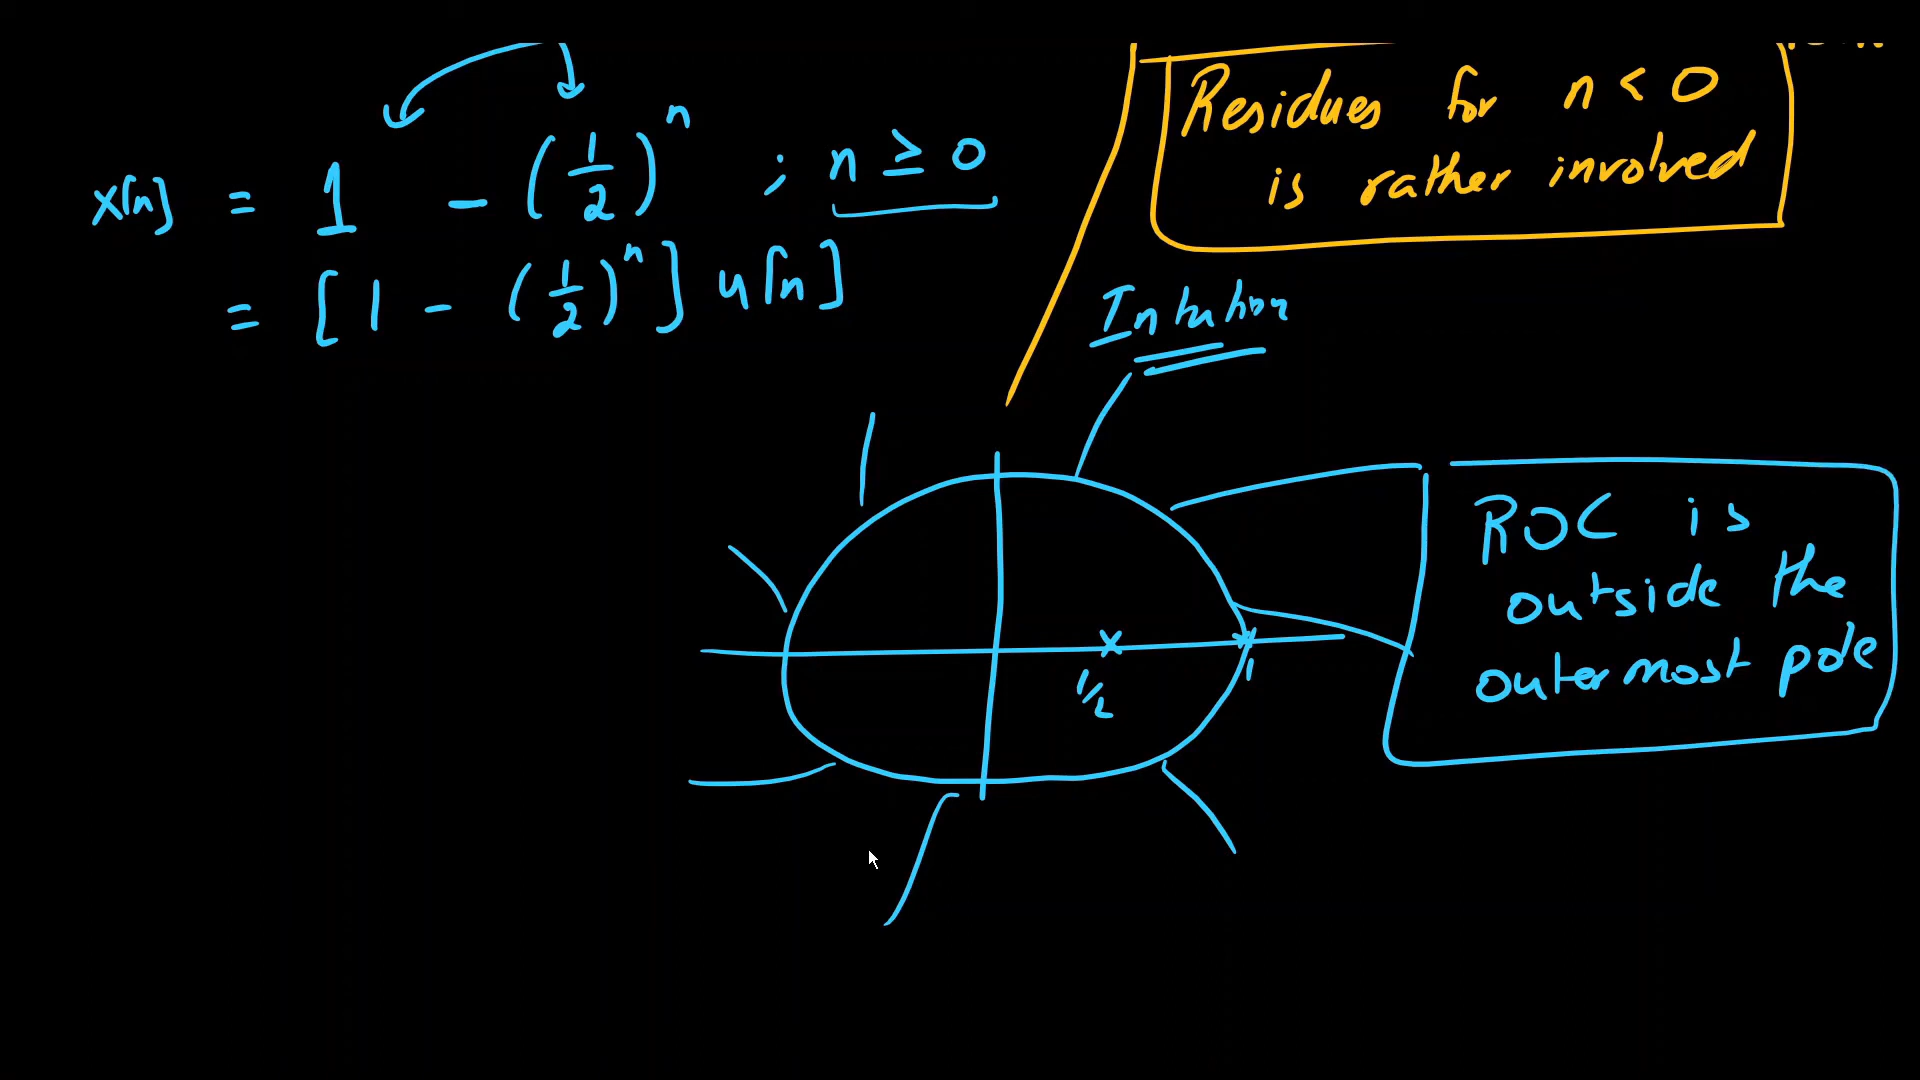 x[n] = 1 - (1/2)^n ; n ≥ 0
= [1 - (1/2)^n] u[n]
Residues for n < 0
is rather involved
Intuition
1/2
1
ROC is
outside the
outermost pole